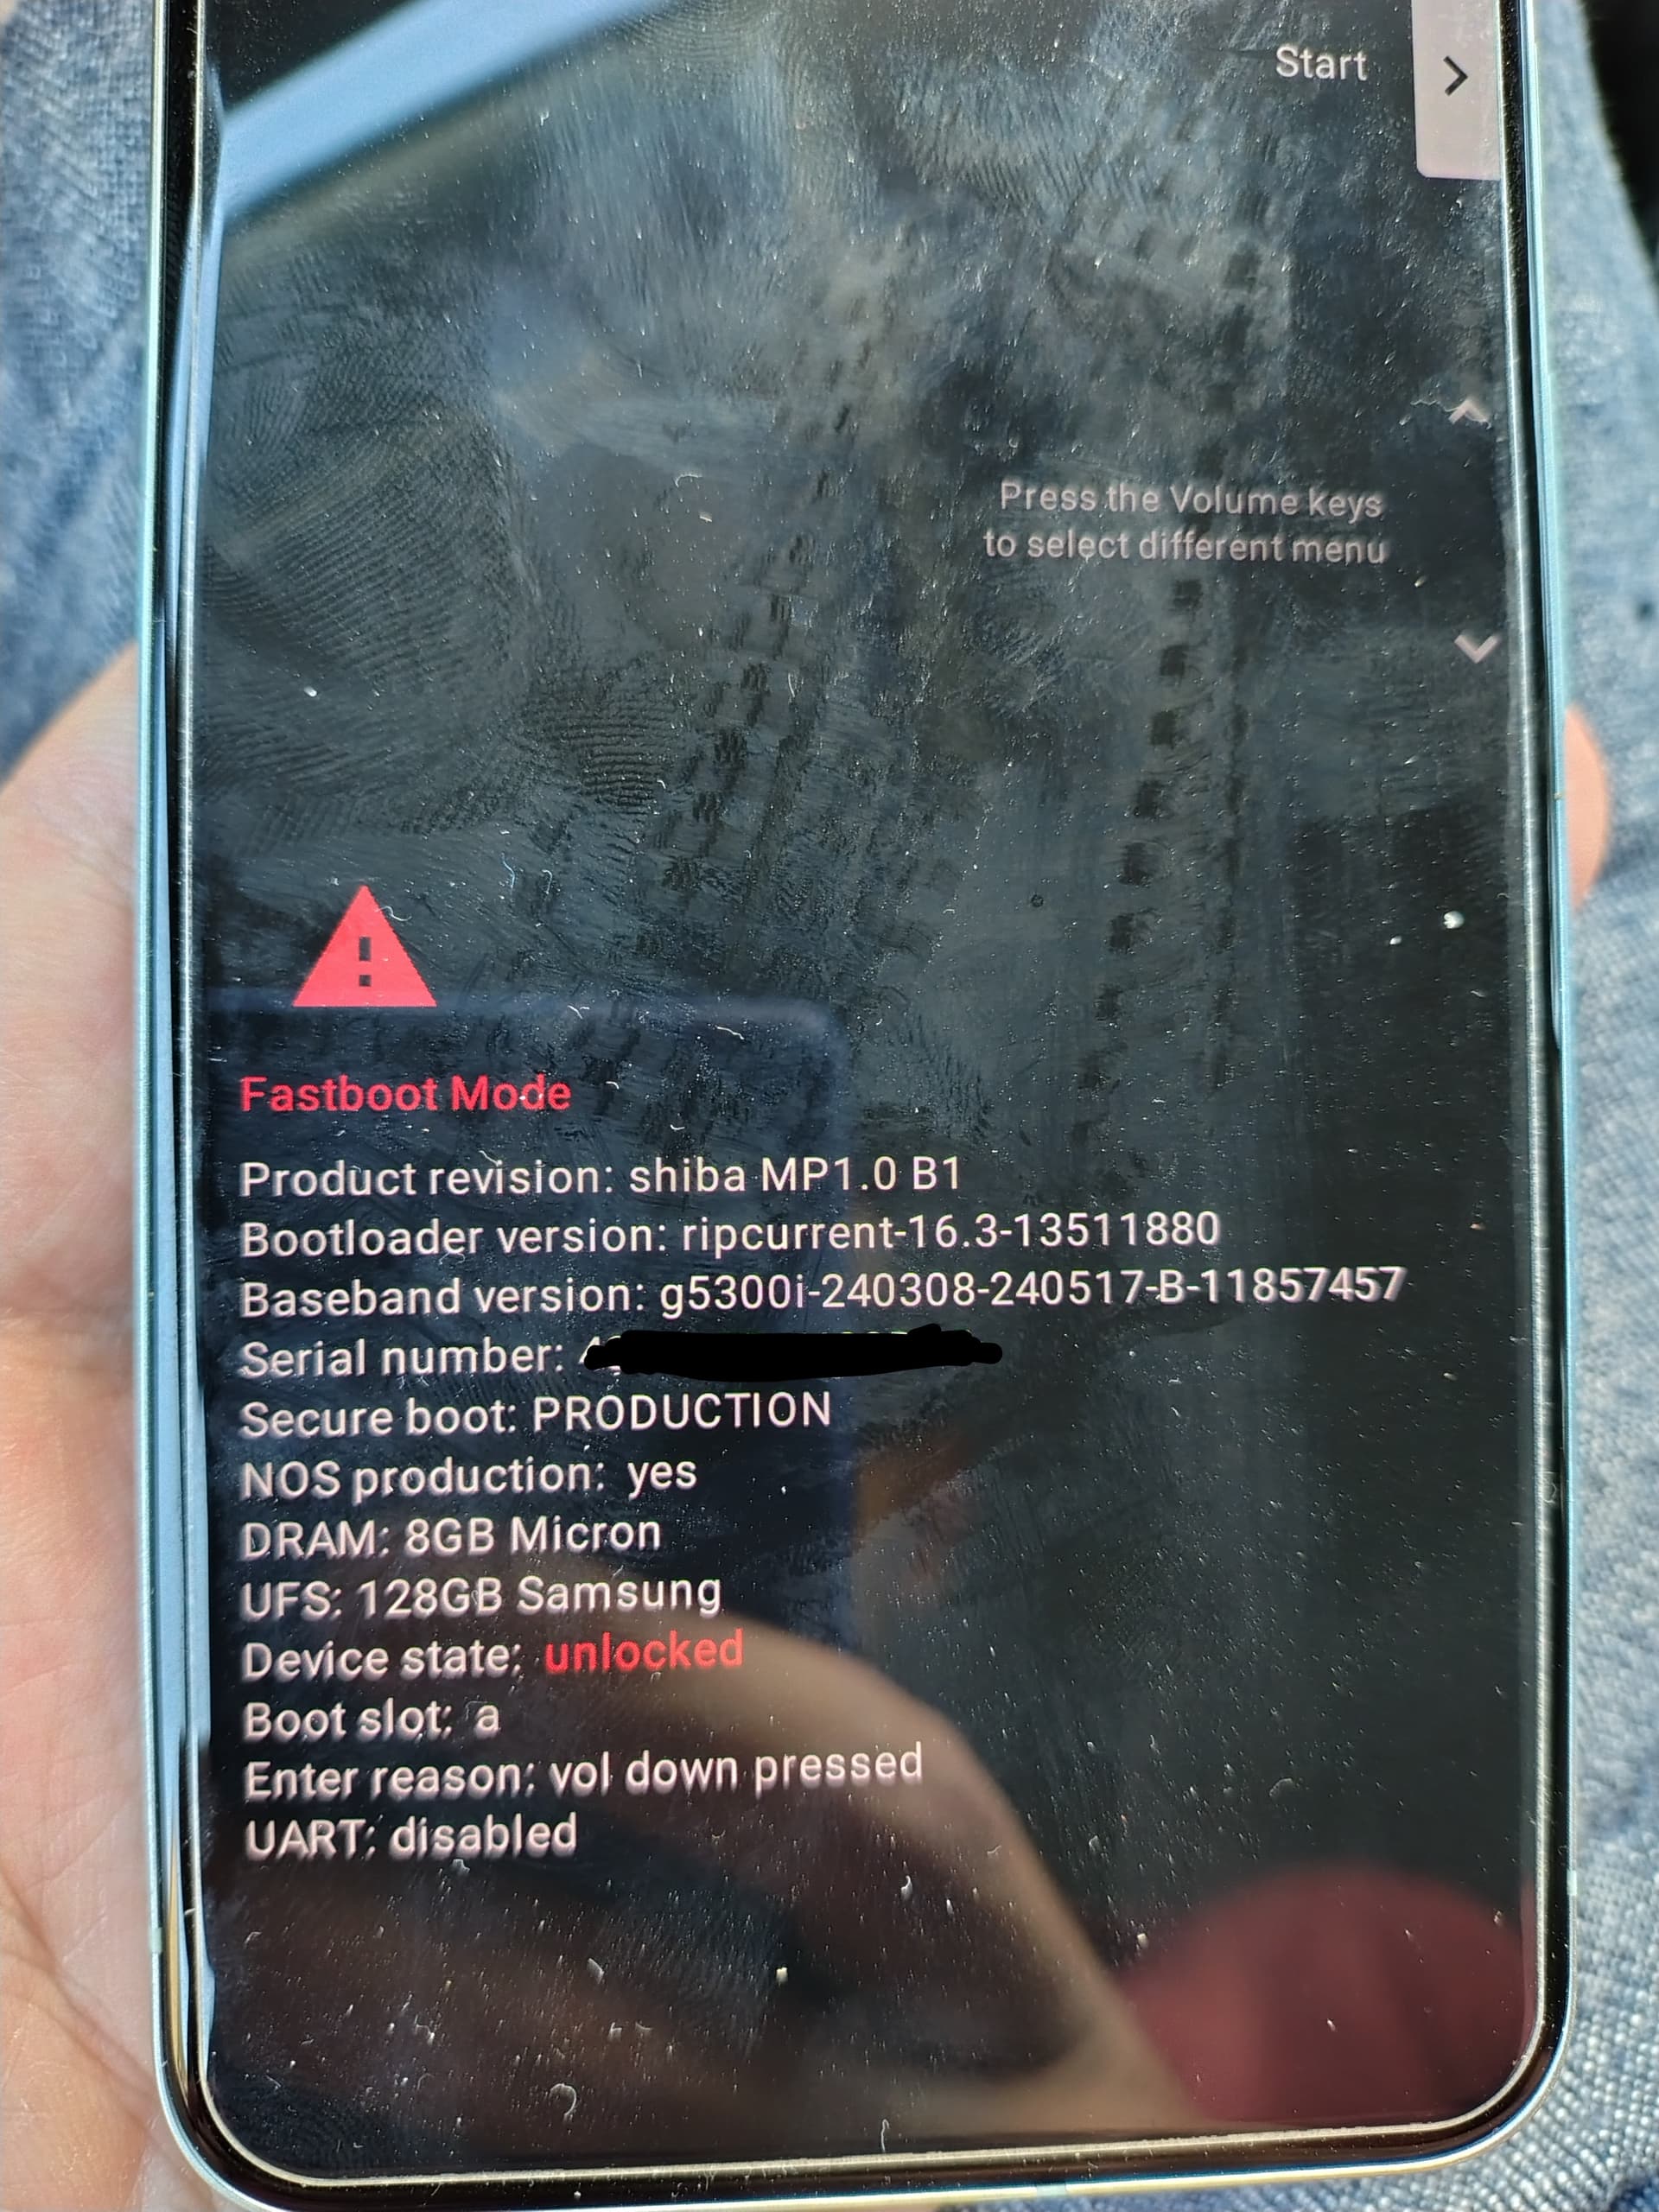 Start
Press the Volume keys
to select different menu
Fastboot Mode
Product revision: shiba MP1.0 B1
Bootloader version: ripcurrent-16.3-13511880
Baseband version: g5300i-240308-240517-B-11857457
Serial number:
Secure boot: PRODUCTION
NOS production: yes
DRAM: 8GB Micron
UFS: 128GB Samsung
Device state: unlocked
Boot slot: a
Enter reason: vol down pressed
UART: disabled